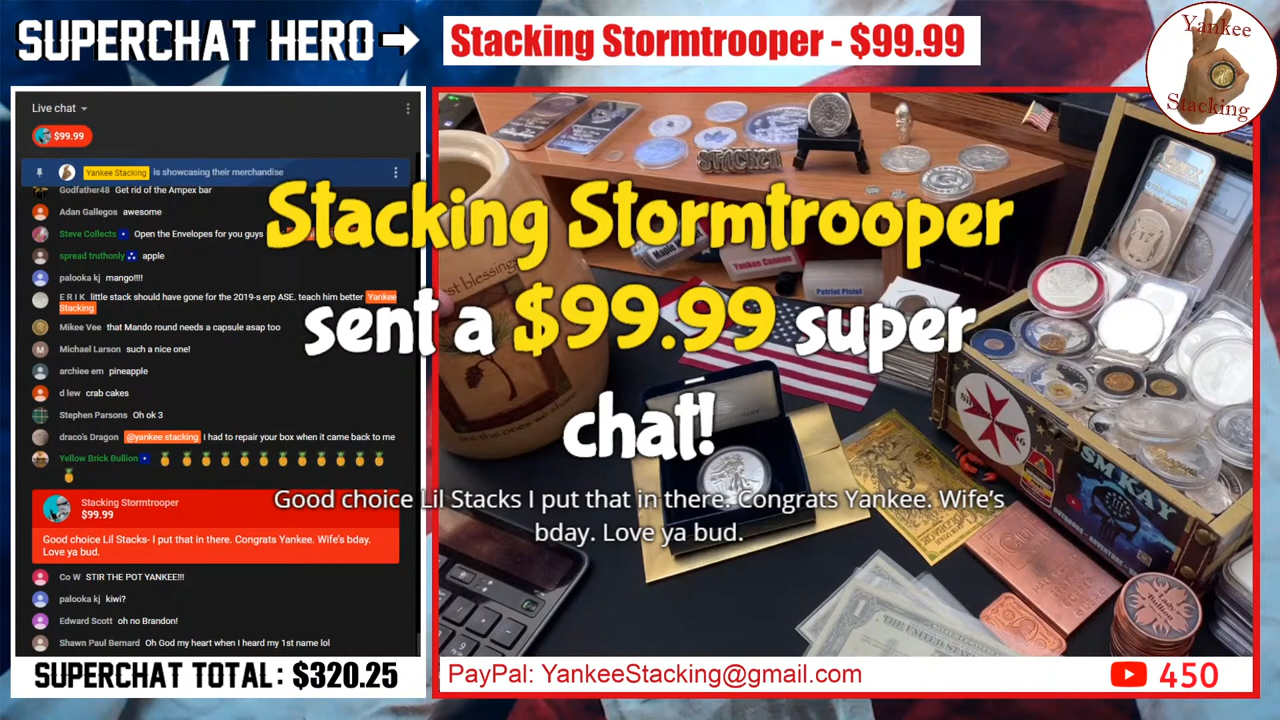 SUPERCHAT HERO
Stacking Stormtrooper - $99.99
Yankee
Stacking
Live chat
$99.99
Yankee Stacking is showcasing their merchandise
Godfather48 Get rid of the Ampex bar
Adan Gallegos awesome
Steve Collects Open the Envelopes for you guys
spread truthonly apple
palooka kj mango!!!!
E R I K little stack should have gone for the 2019-s erp ASE. teach him better Yankee
Stacking
Mikee Vee that Mando round needs a capsule asap too
Michael Larson such a nice one!
archiee em pineapple
d lew crab cakes
Stephen Parsons Oh ok 3
draco's Dragon @yankee stacking I had to repair your box when it came back to me
Yellow Brick Bullion
Stacking Stormtrooper
$99.99
Good choice Lil Stacks- I put that in there. Congrats Yankee. Wife's bday.
Love ya bud.
Co W STIR THE POT YANKEE!!!
palooka kj kiwi?
Edward Scott oh no Brandon!
Shawn Paul Bernard Oh God my heart when I heard my 1st name lol
SUPERCHAT TOTAL: $320.25
Stacking Stormtrooper
sent a $99.99 super
chat!
Good choice Lil Stacks I put that in there. Congrats Yankee. Wife's
bday. Love ya bud.
STACKER
Yankee Cannon
Patriot Pistol
SMOKAY
PayPal: YankeeStacking@gmail.com
450